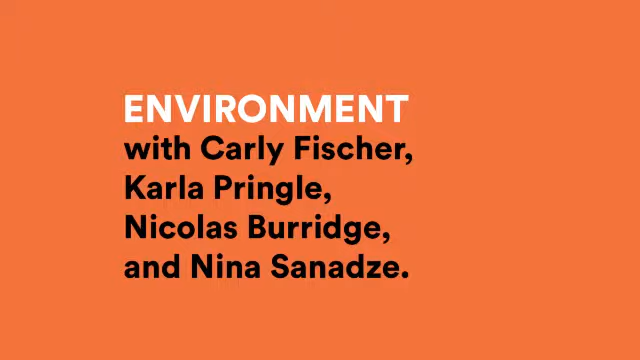 ENVIRONMENT
with Carly Fischer,
Karla Pringle,
Nicolas Burridge,
and Nina Sanadze.